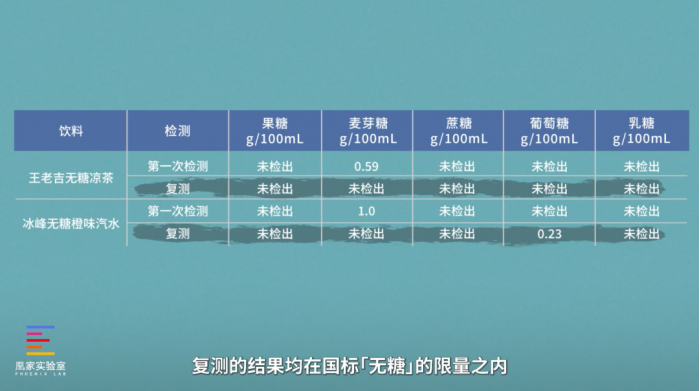 饮料 检测 果糖 麦芽糖 蔗糖 葡萄糖 乳糖
g/100mL g/100mL g/100mL g/100mL g/100mL
王老吉无糖凉茶 第一次检测 未检出 0.59 未检出 未检出 未检出
复测 未检出 未检出 未检出 未检出 未检出
冰峰无糖橙味汽水 第一次检测 未检出 1.0 未检出 未检出 未检出
复测 未检出 未检出 未检出 0.23 未检出
凰家实验室
PHOENIX LAB
复测的结果均在国标「无糖」的限量之内